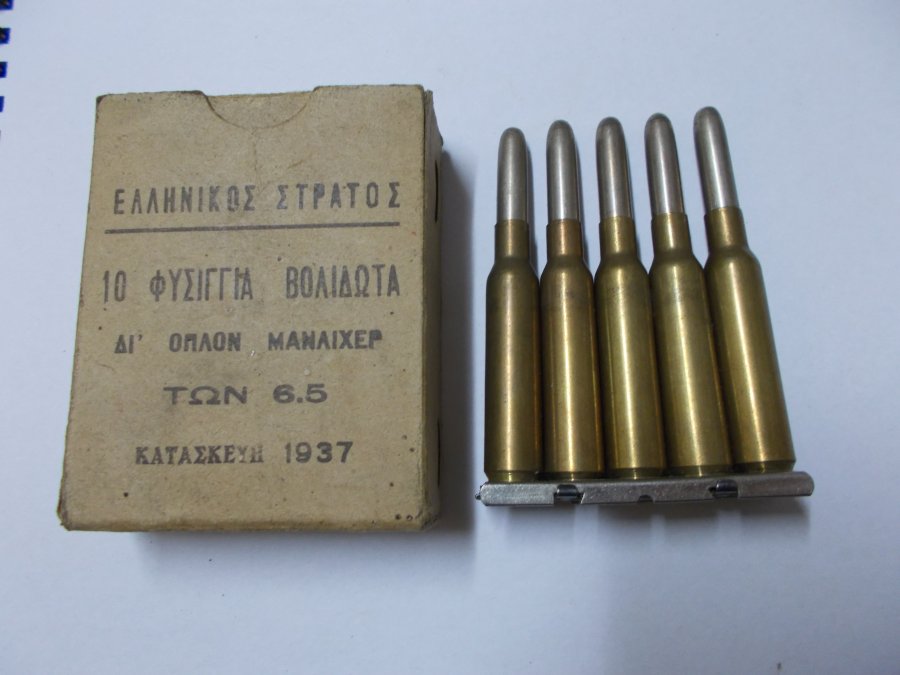 ΕΛΛΗΝΙΚΟΣ ΣΤΡΑΤΟΣ
10 ΦΥΣΙΓΓΙΑ ΒΟΛΙΔΩΤΑ
ΔΙ' ΟΠΛΟΝ ΜΑΝΛΙΧΕΡ
ΤΩΝ 6.5
ΚΑΤΑΣΚΕΥΗ 1937